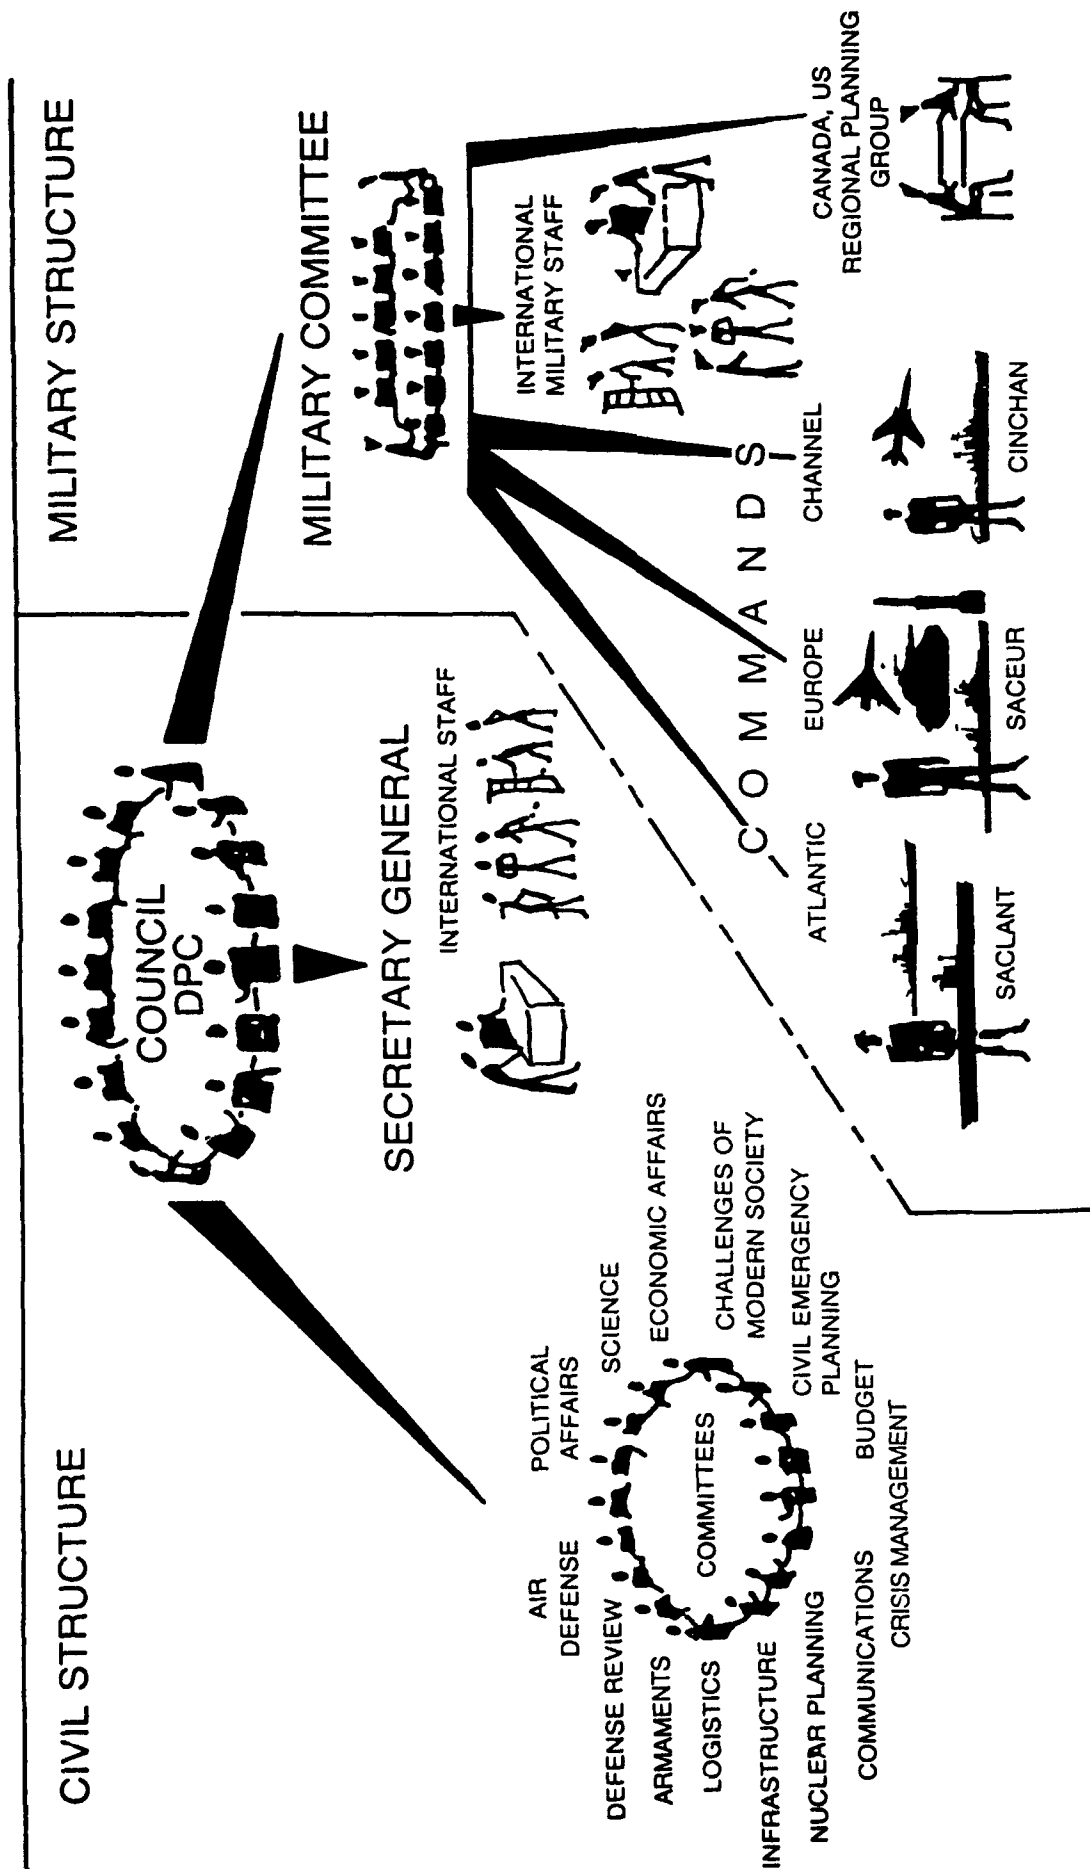 CIVIL STRUCTURE
MILITARY STRUCTURE
COUNCIL
DPC
SECRETARY GENERAL
INTERNATIONAL STAFF
MILITARY COMMITTEE
INTERNATIONAL
MILITARY STAFF
AIR
DEFENSE
POLITICAL
AFFAIRS
DEFENSE REVIEW
SCIENCE
ARMAMENTS
ECONOMIC AFFAIRS
LOGISTICS
COMMITTEES
CHALLENGES OF
MODERN SOCIETY
INFRASTRUCTURE
CIVIL EMERGENCY
PLANNING
NUCLEAR PLANNING
COMMUNICATIONS
BUDGET
CRISIS MANAGEMENT
COMMANDS
ATLANTIC
EUROPE
CHANNEL
CANADA, US
REGIONAL PLANNING
GROUP
SACLANT
SACEUR
CINCHAN